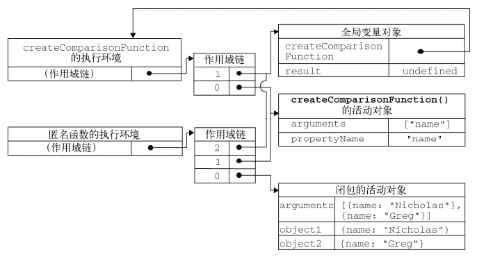 createComparisonFunction
的执行环境
(作用域链)
作用域链
1
0
全局变量对象
createComparison
Function
result undefined
createComparisonFunction()
的活动对象
arguments ["name"]
propertyName "name"
匿名函数的执行环境
(作用域链)
作用域链
2
1
0
闭包的活动对象
arguments [{name: "Nicholas"},
{name: "Greg"}]
object1 {name: "Nicholas"}
object2 {name: "Greg"}